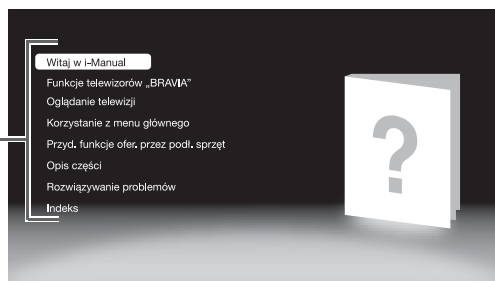 Witaj w i-Manual
Funkcje telewizorów „BRAVIA”
Oglądanie telewizji
Korzystanie z menu głównego
Przyd. funkcje ofer. przez podł. sprzęt
Opis części
Rozwiązywanie problemów
Indeks
?